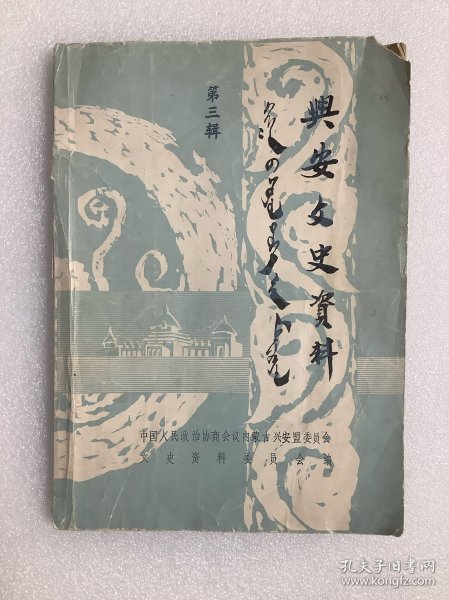 興安文史資料
第三辑
中国人民政治协商会议内蒙古兴安盟委员会
文史资料委员会编
孔夫子旧书网
www.kongfz.com